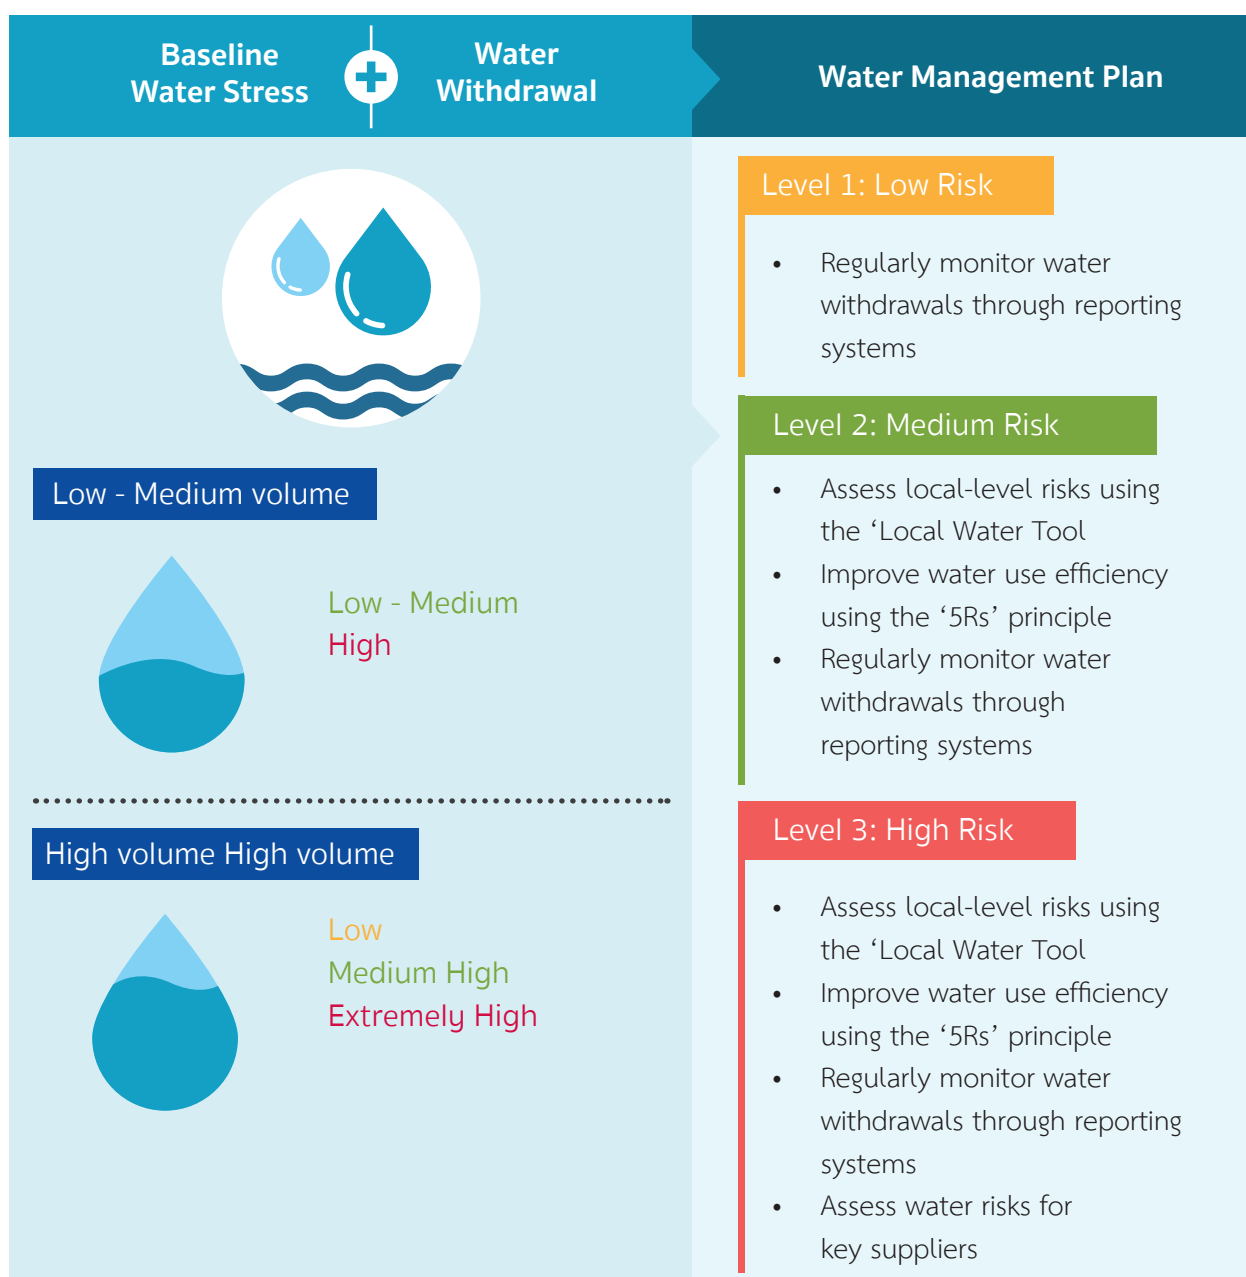 Baseline
Water Stress
Water
Withdrawal
Water Management Plan
Low - Medium volume
Low - Medium
High
High volume High volume
Low
Medium High
Extremely High
Level 1: Low Risk
• Regularly monitor water
withdrawals through reporting
systems
Level 2: Medium Risk
• Assess local-level risks using
the ‘Local Water Tool
• Improve water use efficiency
using the ‘5Rs’ principle
• Regularly monitor water
withdrawals through
reporting systems
Level 3: High Risk
• Assess local-level risks using
the ‘Local Water Tool
• Improve water use efficiency
using the ‘5Rs’ principle
• Regularly monitor water
withdrawals through reporting
systems
• Assess water risks for
key suppliers